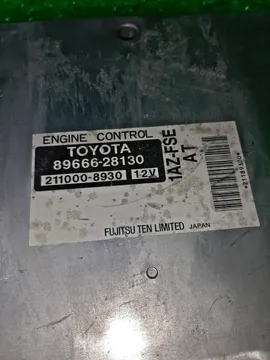 ENGINE CONTROL
TOYOTA
89666-28130
211000-8930 12V
1AZ-FSE
AT
FUJITSU TEN LIMITED JAPAN